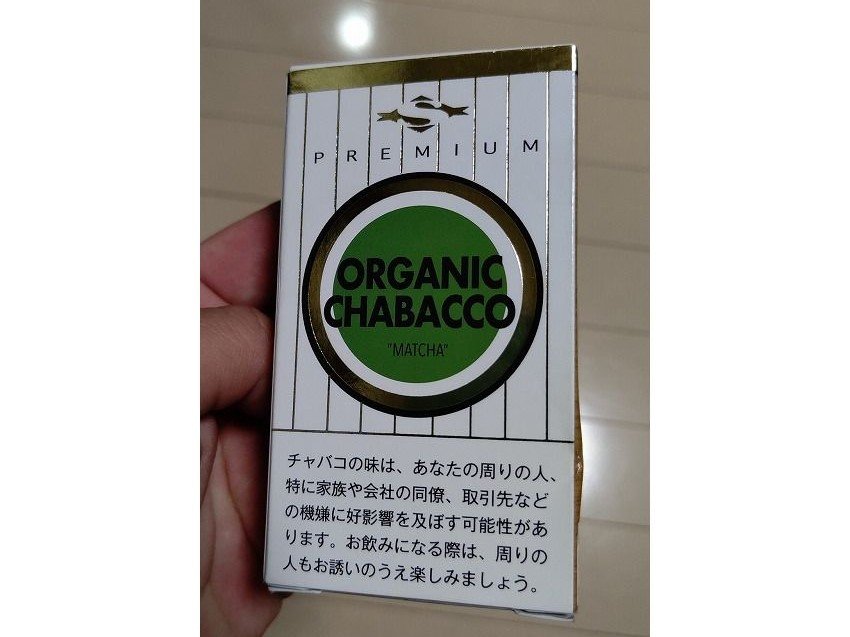 PREMIUM
ORGANIC
CHABACCO
"MATCHA"
チャバコの味は、あなたの周りの人、
特に家族や会社の同僚、取引先など
の機嫌に好影響を及ぼす可能性があ
ります。お飲みになる際は、周りの
人もお誘いのうえ楽しみましょう。